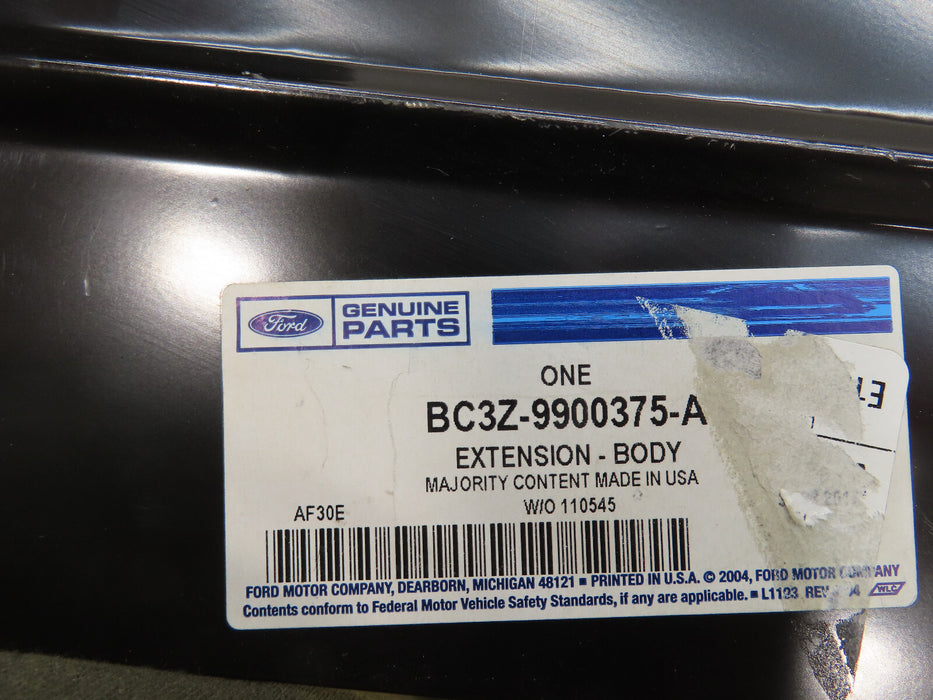 Ford
GENUINE
PARTS
ONE
BC3Z-9900375-A
EXTENSION - BODY
MAJORITY CONTENT MADE IN USA
AF30E
W/O 110545
FORD MOTOR COMPANY, DEARBORN, MICHIGAN 48121 ■ PRINTED IN U.S.A. © 2004, FORD MOTOR COMPANY
Contents conform to Federal Motor Vehicle Safety Standards, if any are applicable. ■ L1123 REV. WLC